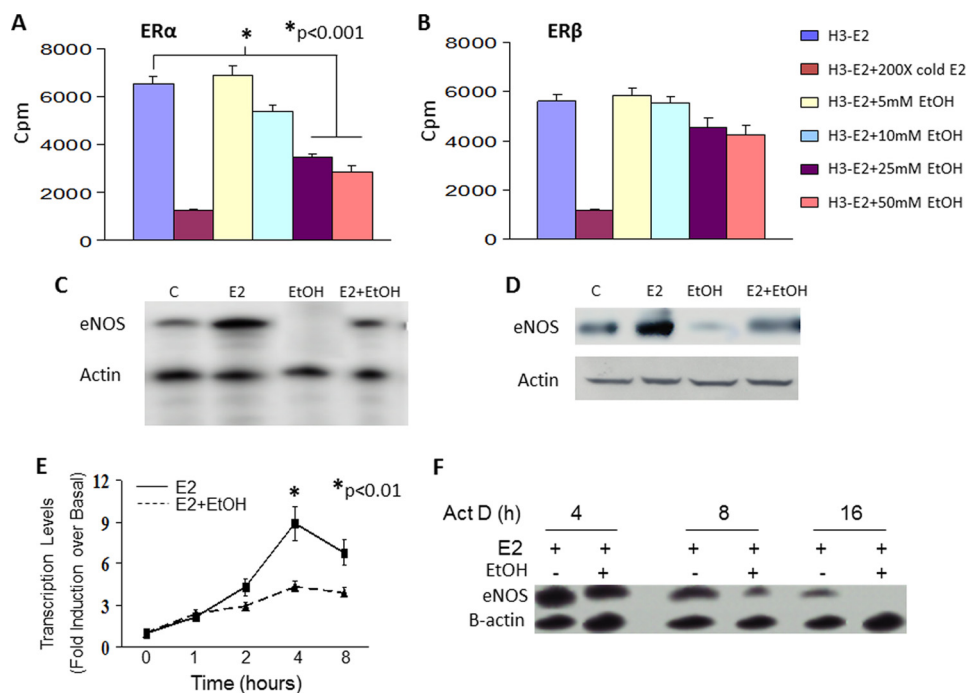 A
ERα
*
*p<0.001
Cpm
8000
6000
4000
2000
0
B
ERβ
Cpm
8000
6000
4000
2000
0
H3-E2
H3-E2+200X cold E2
H3-E2+5mM EtOH
H3-E2+10mM EtOH
H3-E2+25mM EtOH
H3-E2+50mM EtOH
C
C E2 EtOH E2+EtOH
eNOS
Actin
D
C E2 EtOH E2+EtOH
eNOS
Actin
E
Transcription Levels
(Fold Induction over Basal)
12
9
6
3
0
E2
E2+EtOH
*
*p<0.01
0 1 2 4 8
Time (hours)
F
Act D (h) 4 8 16
E2 + + + + + +
EtOH - + - + - +
eNOS
B-actin